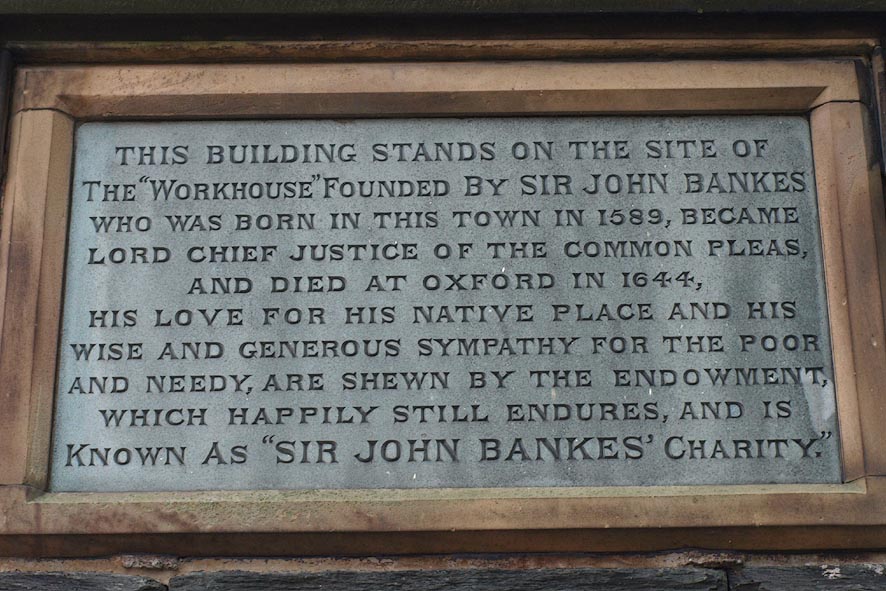 THIS BUILDING STANDS ON THE SITE OF
THE "WORKHOUSE" FOUNDED BY SIR JOHN BANKES
WHO WAS BORN IN THIS TOWN IN 1589, BECAME
LORD CHIEF JUSTICE OF THE COMMON PLEAS,
AND DIED AT OXFORD IN 1644,
HIS LOVE FOR HIS NATIVE PLACE AND HIS
WISE AND GENEROUS SYMPATHY FOR THE POOR
AND NEEDY, ARE SHEWN BY THE ENDOWMENT,
WHICH HAPPILY STILL ENDURES, AND IS
KNOWN AS "SIR JOHN BANKES' CHARITY."